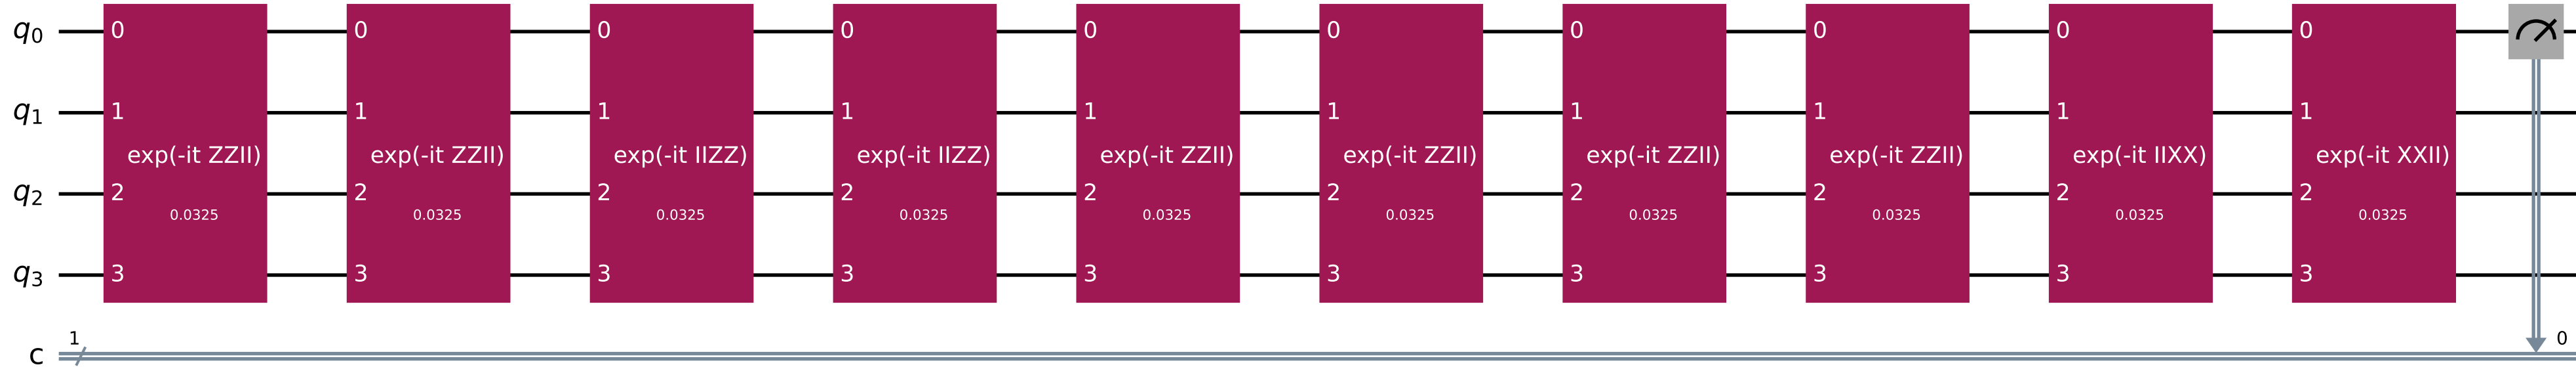 q0 0 0 0 0 0 0 0 0 0 0
q1 1 1 1 1 1 1 1 1 1 1
exp(-it ZZII) exp(-it ZZII) exp(-it IIZZ) exp(-it IIZZ) exp(-it ZZII) exp(-it ZZII) exp(-it ZZII) exp(-it ZZII) exp(-it IIXX) exp(-it XXII)
q2 2 2 2 2 2 2 2 2 2 2
0.0325 0.0325 0.0325 0.0325 0.0325 0.0325 0.0325 0.0325 0.0325 0.0325
q3 3 3 3 3 3 3 3 3 3 3
1 0
c